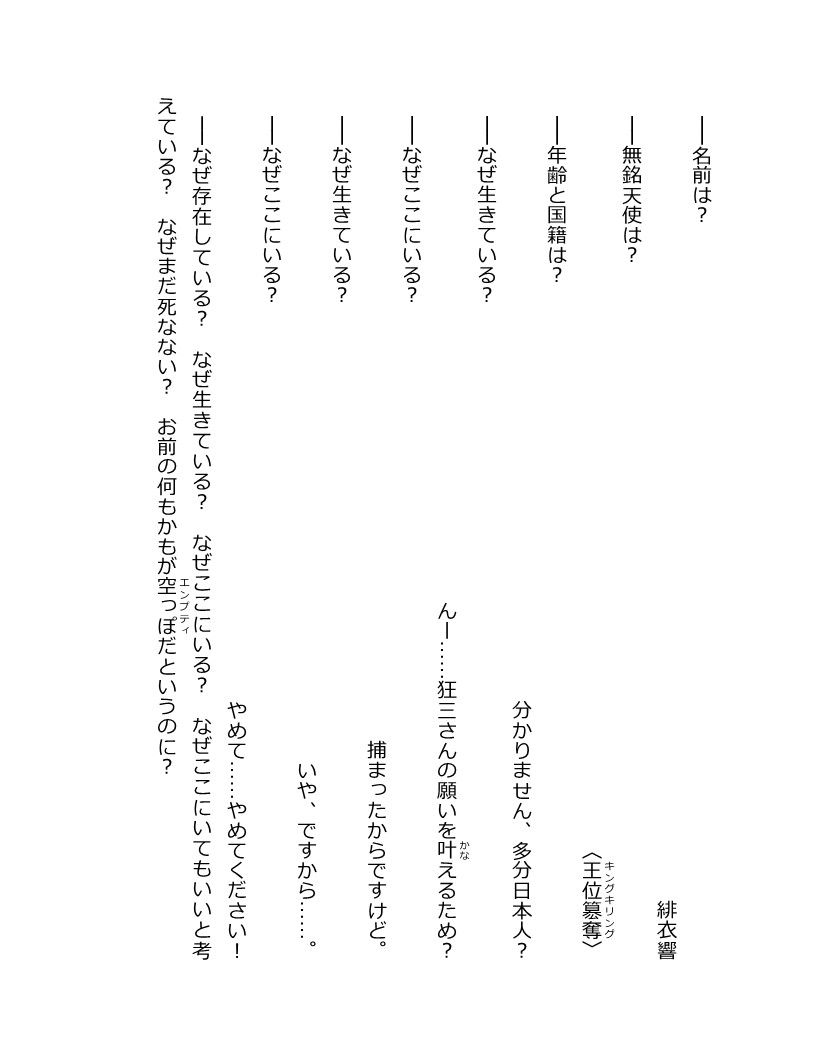 ――名前は？
緋衣響
――無銘天使は？
〈王位簒奪〉
キングキリング
――年齢と国籍は？
分かりません、多分日本人？
――なぜ生きている？
んー……狂三さんの願いを叶えるため？
かな
――なぜここにいる？
捕まったからですけど。
――なぜ生きている？
いや、ですから……。
――なぜここにいる？
やめて……やめてください！
――なぜ存在している？　なぜ生きている？　なぜここにいる？　なぜここにいてもいいと考
えている？　なぜまだ死なない？　お前の何もかもが空っぽだというのに？
エンプティ